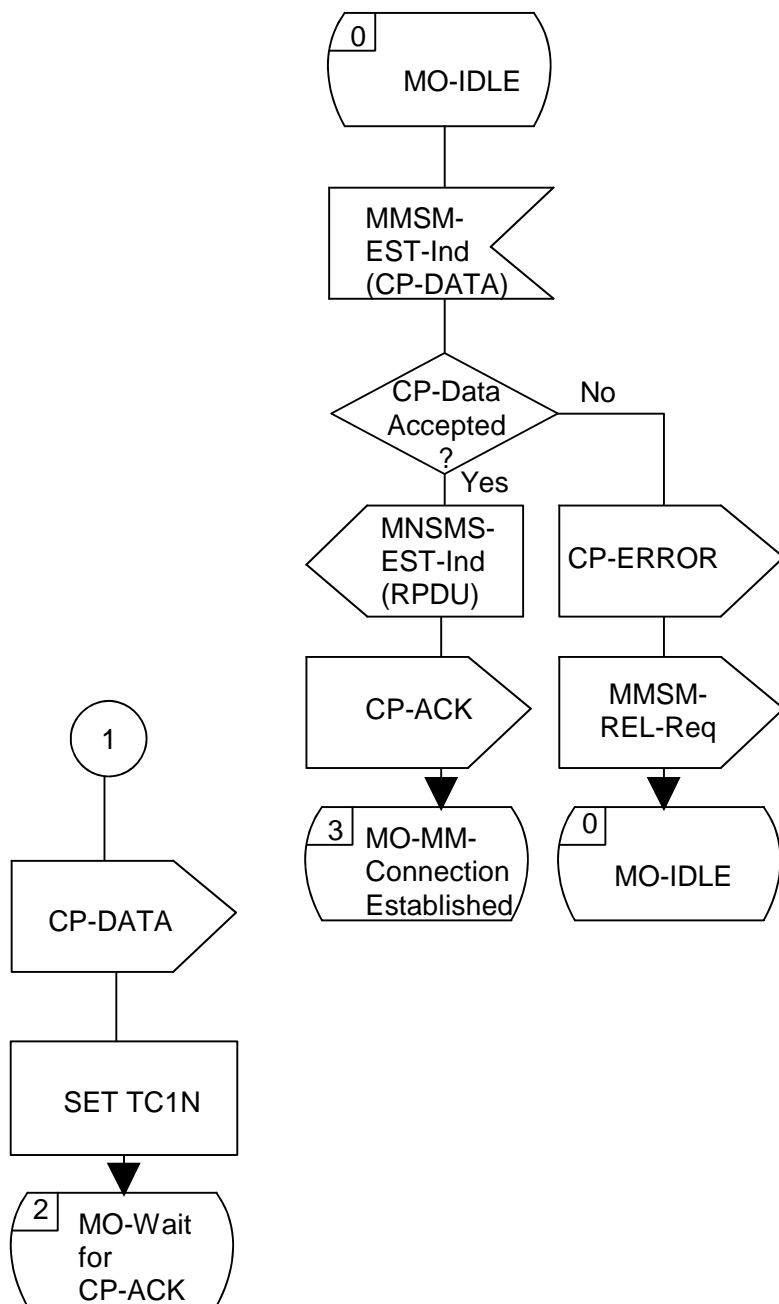 0
MO-IDLE
MMSM-
EST-Ind
(CP-DATA)
CP-Data
Accepted
?
No
Yes
MNSMS-
EST-Ind
(RPDU)
CP-ERROR
CP-ACK
MMSM-
REL-Req
3
MO-MM-
Connection
Established
0
MO-IDLE
1
CP-DATA
SET TC1N
2
MO-Wait
for
CP-ACK